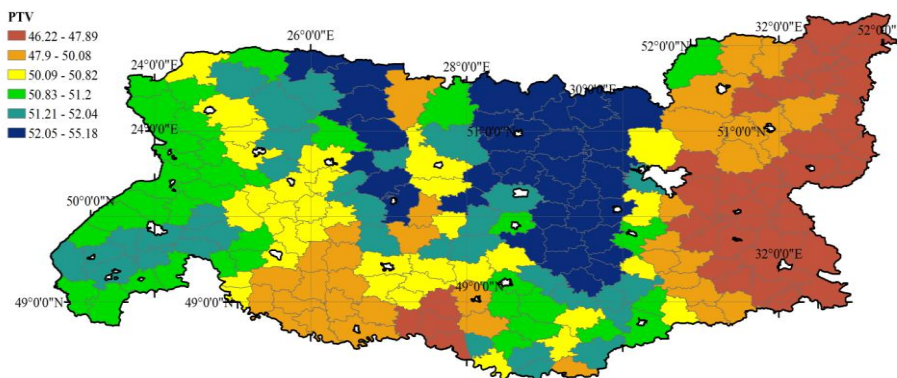 PTV
46.22 - 47.89
47.9 - 50.08
50.09 - 50.82
50.83 - 51.2
51.21 - 52.04
52.05 - 55.18
26°0'0"E
32°0'0"E
52°0'0"
52°0'0"N
24°0'0"E
28°0'0"E
30°0'0"E
24°0'0"E
51°0'0"N
51°0'0"N
50°0'0"N
32°0'0"E
49°0'0"N
49°0'0"N
49°0'0"N